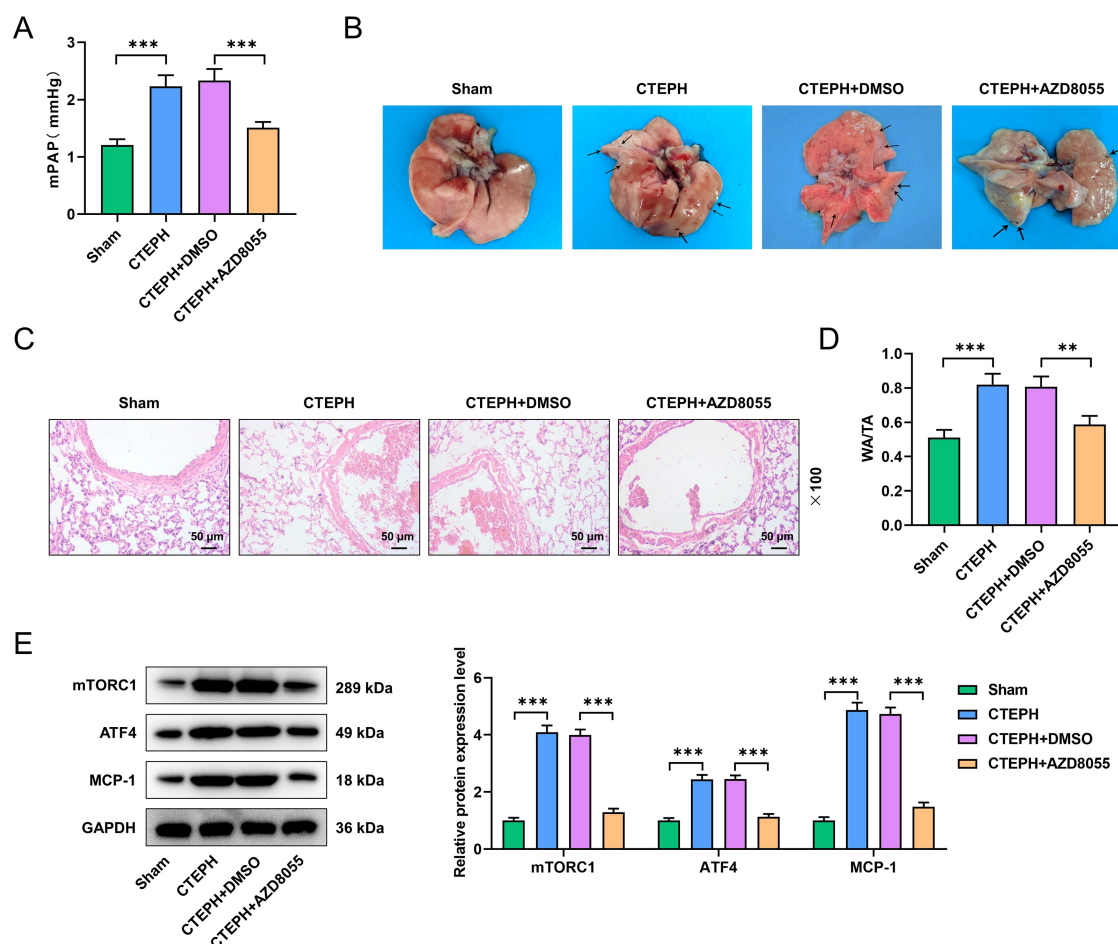 A
3
2
1
0
mPAP( mmHg)
***
***
Sham
CTEPH
CTEPH+DMSO
CTEPH+AZD8055
B
Sham
CTEPH
CTEPH+DMSO
CTEPH+AZD8055
C
Sham
CTEPH
CTEPH+DMSO
CTEPH+AZD8055
50 μm
50 μm
50 μm
50 μm
×100
D
1.0
0.8
0.6
0.4
0.2
0.0
WA/TA
***
**
Sham
CTEPH
CTEPH+DMSO
CTEPH+AZD8055
E
mTORC1
289 kDa
ATF4
49 kDa
MCP-1
18 kDa
GAPDH
36 kDa
Sham
CTEPH
CTEPH+DMSO
CTEPH+AZD8055
Relative protein expression level
6
4
2
0
***
***
***
***
***
***
mTORC1
ATF4
MCP-1
Sham
CTEPH
CTEPH+DMSO
CTEPH+AZD8055